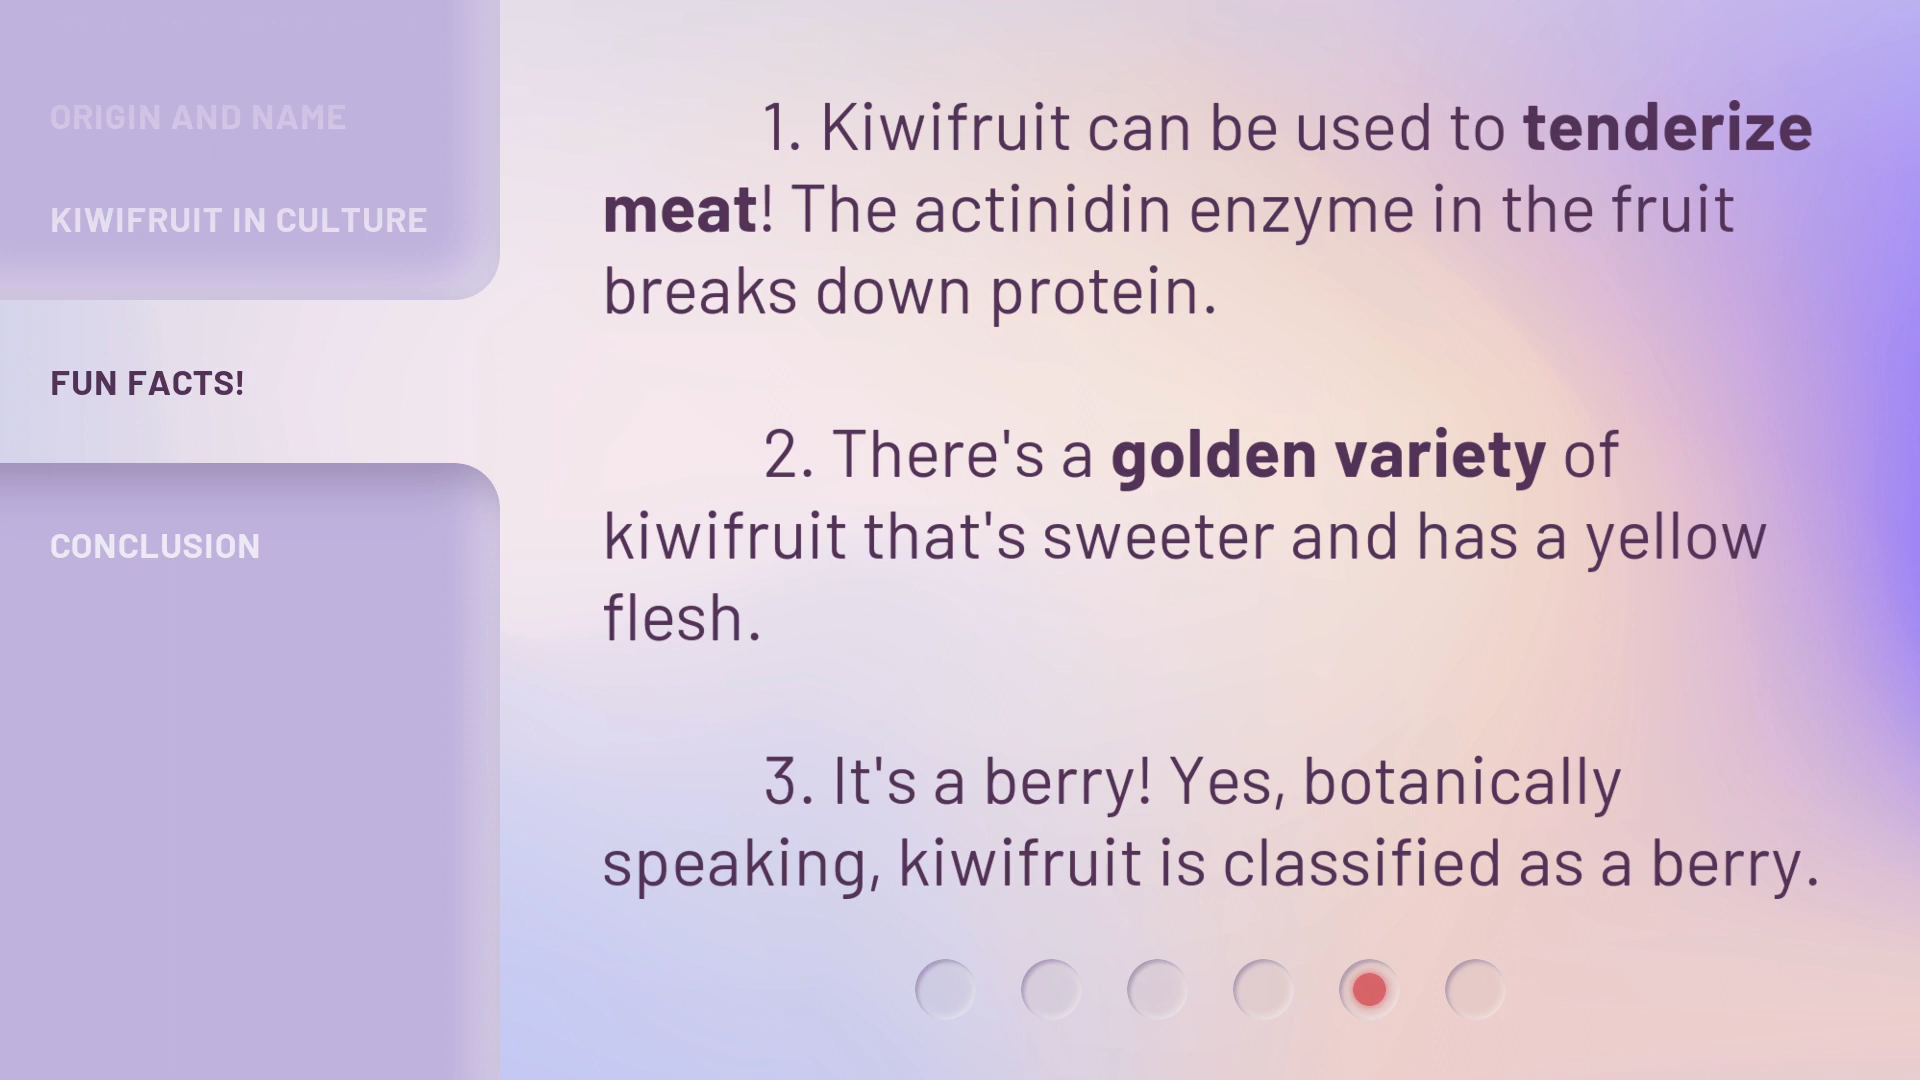 ORIGIN AND NAME
KIWIFRUIT IN CULTURE
FUN FACTS!
CONCLUSION
1. Kiwifruit can be used to tenderize
meat! The actinidin enzyme in the fruit
breaks down protein.
2. There's a golden variety of
kiwifruit that's sweeter and has a yellow
flesh.
3. It's a berry! Yes, botanically
speaking, kiwifruit is classified as a berry.